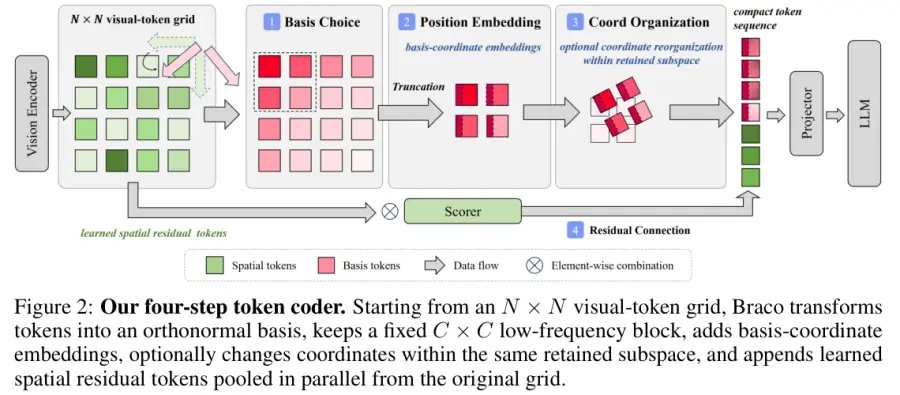 N × N visual-token grid
1 Basis Choice
2 Position Embedding
3 Coord Organization
compact token
sequence
basis-coordinate embeddings
optional coordinate reorganization
within retained subspace
Vision Encoder
Truncation
Projector
LLM
Scorer
learned spatial residual tokens
4 Residual Connection
Spatial tokens
Basis tokens
Data flow
Element-wise combination
Figure 2: Our four-step token coder. Starting from an N × N visual-token grid, Braco transforms
tokens into an orthonormal basis, keeps a fixed C × C low-frequency block, adds basis-coordinate
embeddings, optionally changes coordinates within the same retained subspace, and appends learned
spatial residual tokens pooled in parallel from the original grid.